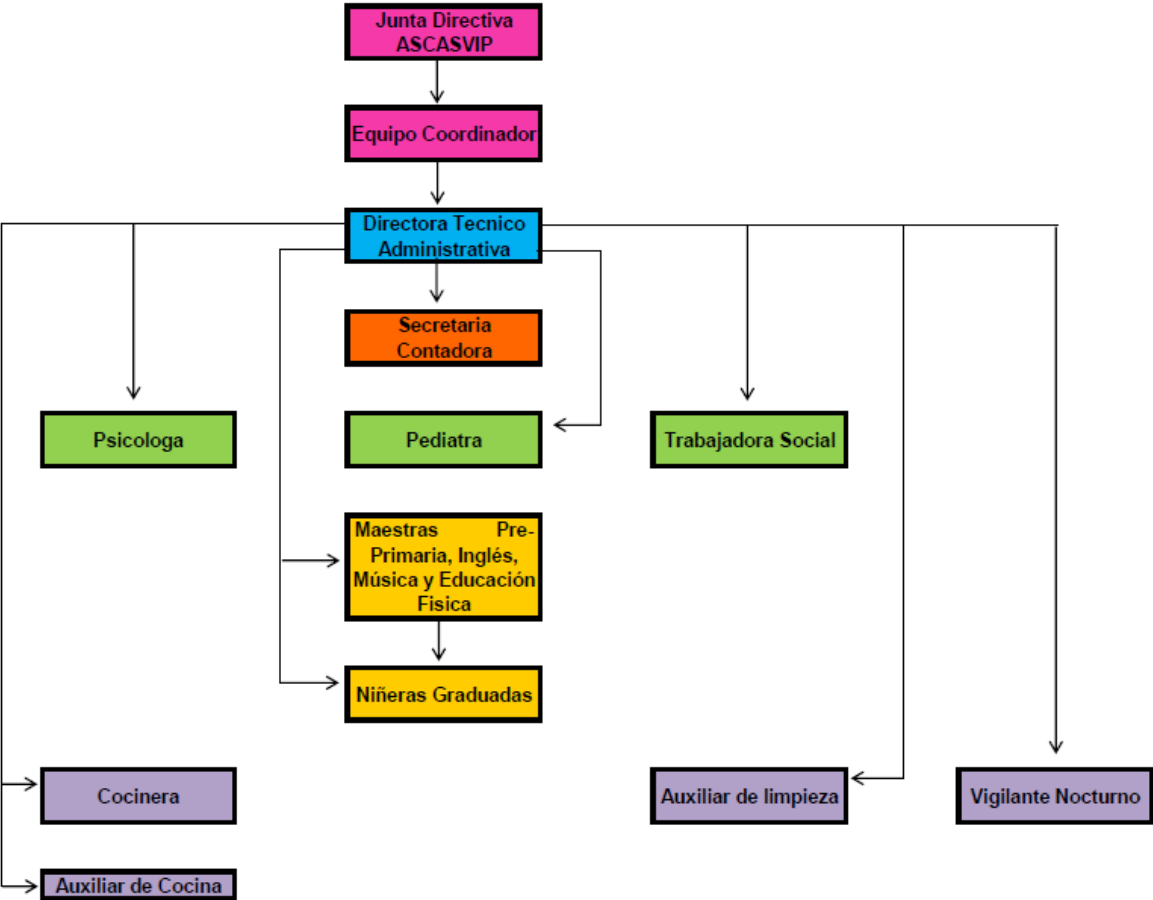 Junta Directiva
ASCASVIP
Equipo Coordinador
Directora Tecnico
Administrativa
Secretaria
Contadora
Psicologa
Pediatra
Trabajadora Social
Maestras Pre-
Primaria, Inglés,
Música y Educación
Fisica
Niñeras Graduadas
Cocinera
Auxiliar de limpieza
Vigilante Nocturno
Auxiliar de Cocina